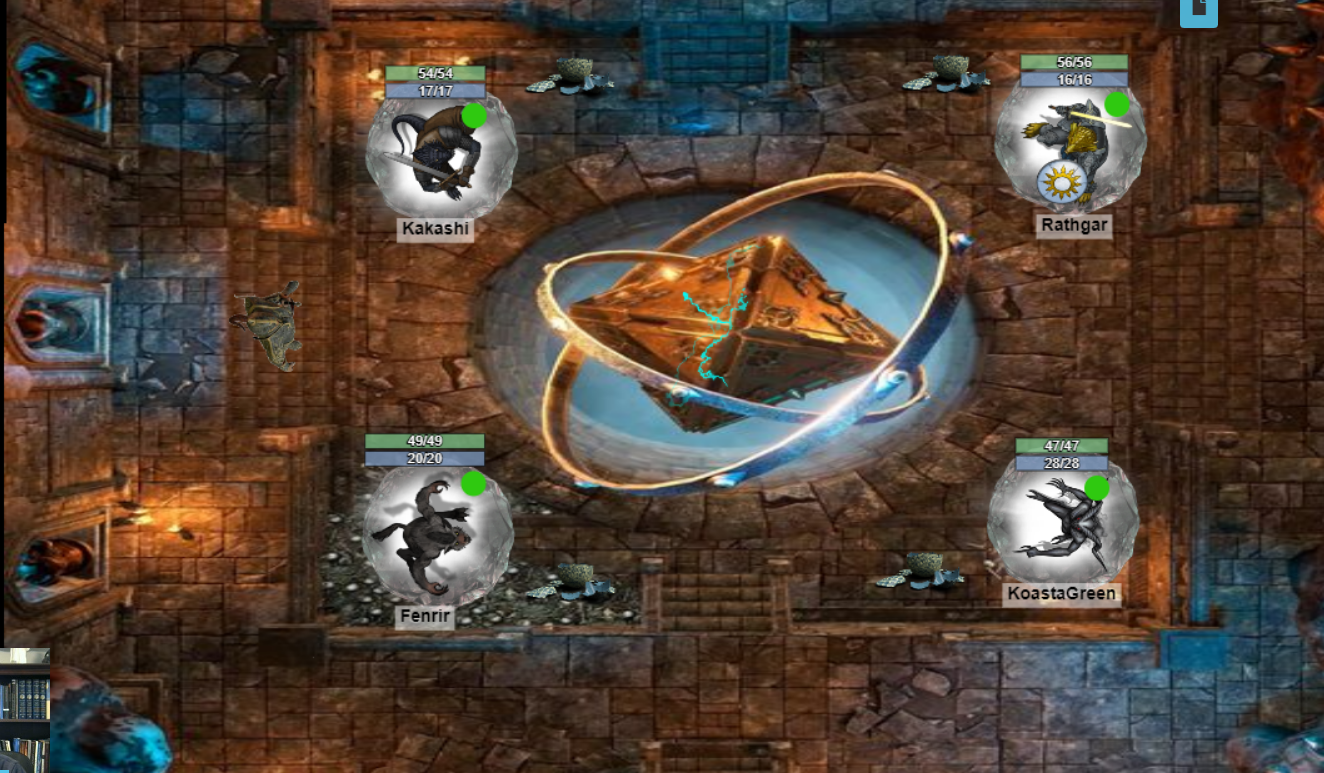 54/54
17/17
Kakashi
56/56
16/16
Rathgar
49/49
20/20
Fenrir
47/47
28/28
KoastaGreen